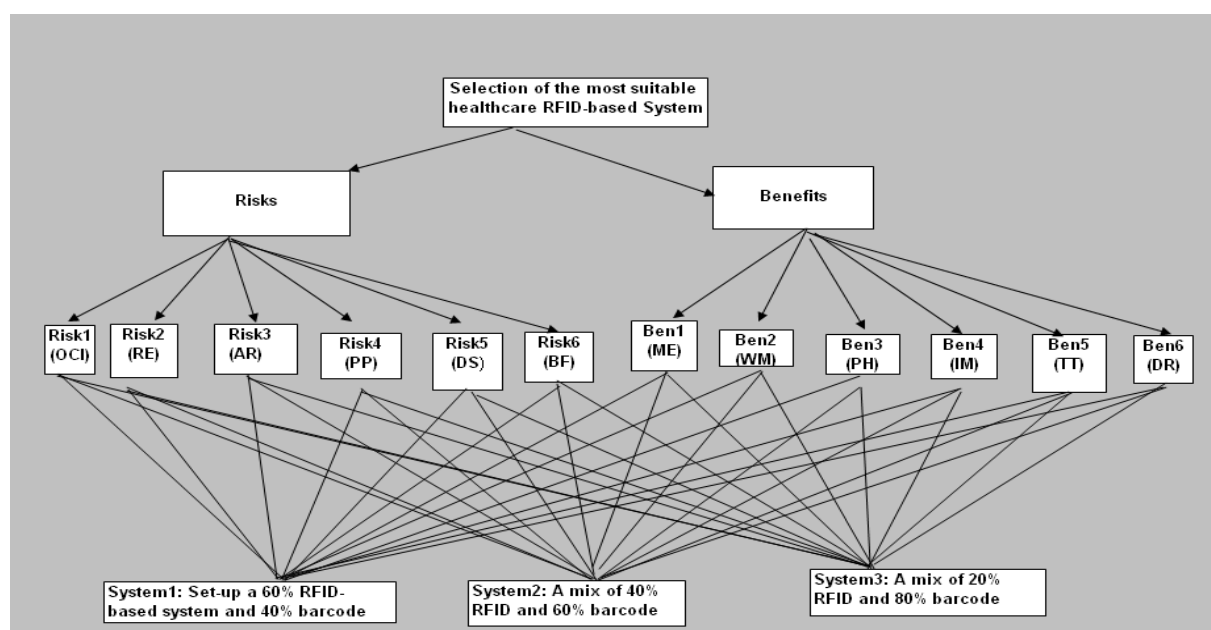 Selection of the most suitable
healthcare RFID-based System
Risks
Benefits
Risk1
(OCI)
Risk2
(RE)
Risk3
(AR)
Risk4
(PP)
Risk5
(DS)
Risk6
(BF)
Ben1
(ME)
Ben2
(WM)
Ben3
(PH)
Ben4
(IM)
Ben5
(TT)
Ben6
(DR)
System1: Set-up a 60% RFID-
based system and 40% barcode
System2: A mix of 40%
RFID and 60% barcode
System3: A mix of 20%
RFID and 80% barcode